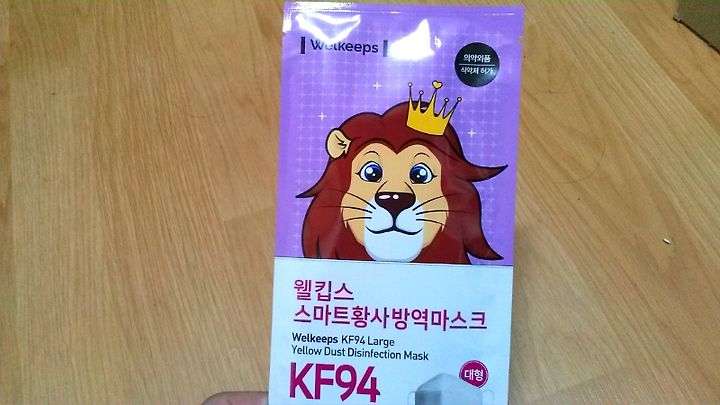 Welkeeps
의약외품
식약처 허가
웰킵스
스마트황사방역마스크
Welkeeps KF94 Large
Yellow Dust Disinfection Mask
KF94
대형